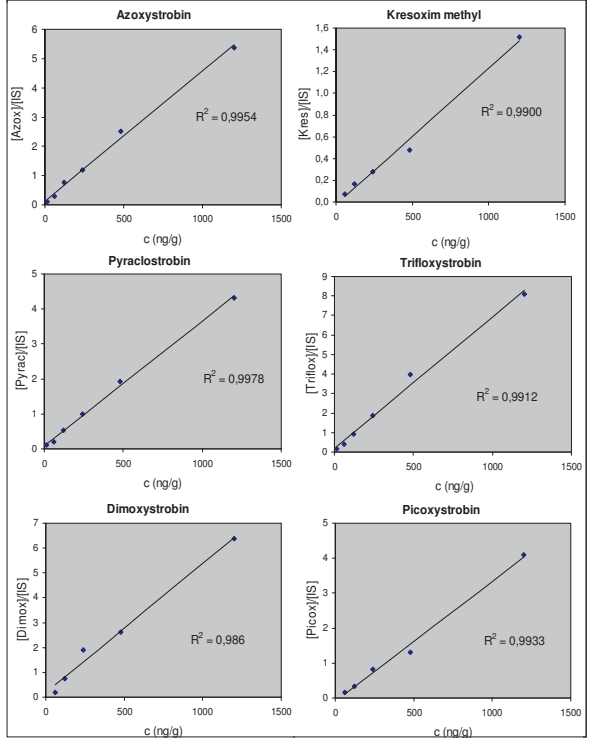 Azoxystrobin
6
5
4
3
2
1
0
[Azox]/[IS]
R² = 0,9954
0 500 1000 1500
c (ng/g)
Kresoxim methyl
1,6
1,4
1,2
1,0
0,8
0,6
0,4
0,2
0,0
[Kres]/[IS]
R² = 0,9900
0 500 1000 1500
c (ng/g)
Pyraclostrobin
5
4
3
2
1
0
[Pyrac]/[IS]
R² = 0,9978
0 500 1000 1500
c (ng/g)
Trifloxystrobin
9
8
7
6
5
4
3
2
1
0
[Triflox]/[IS]
R² = 0,9912
0 500 1000 1500
c (ng/g)
Dimoxystrobin
7
6
5
4
3
2
1
0
[Dimox]/[IS]
R² = 0,986
0 500 1000 1500
c (ng/g)
Picoxystrobin
5
4
3
2
1
0
[Picox]/[IS]
R² = 0,9933
0 500 1000 1500
c (ng/g)